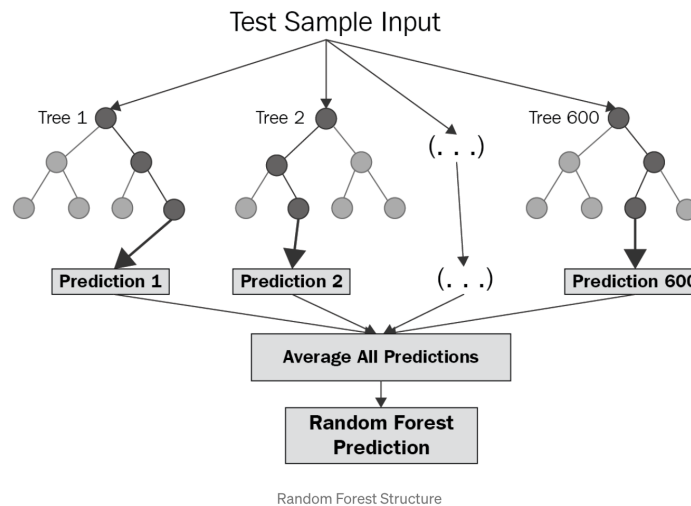 Test Sample Input
Tree 1
Tree 2
(. . .)
Tree 600
Prediction 1
Prediction 2
(. . .)
Prediction 600
Average All Predictions
Random Forest
Prediction
Random Forest Structure